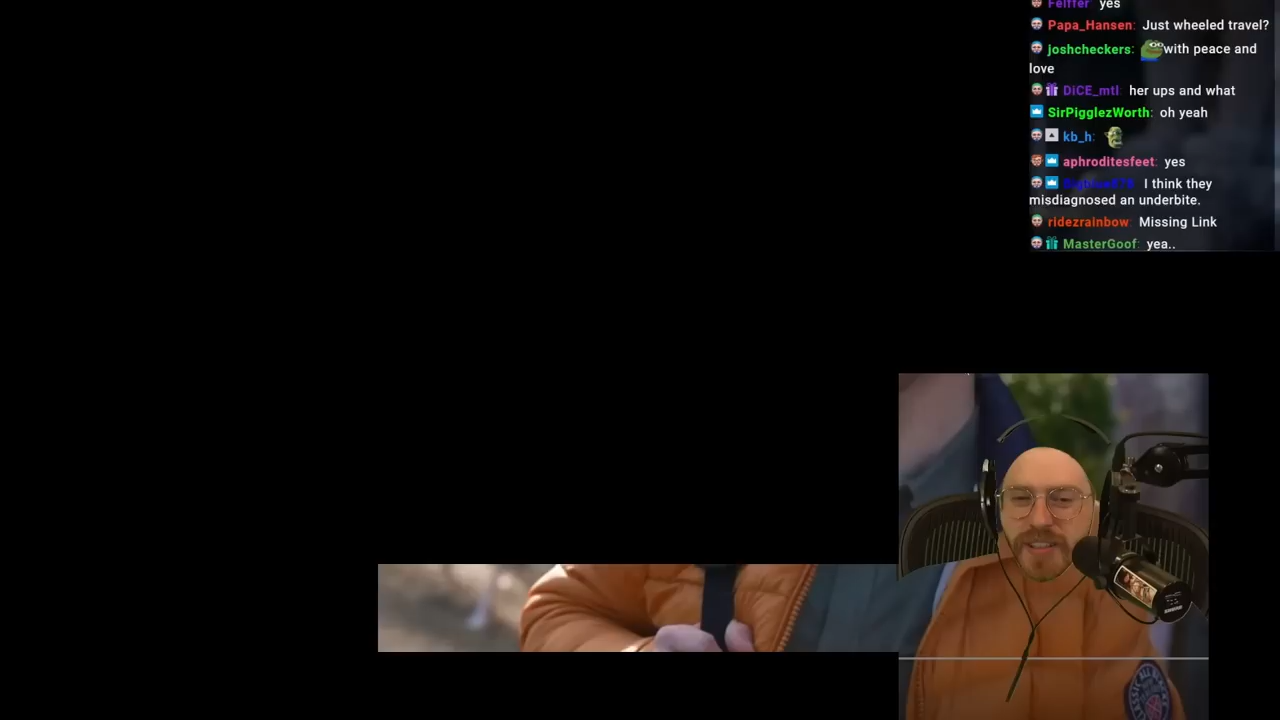 Feiffer: yes
Papa_Hansen: Just wheeled travel?
joshcheckers: with peace and
love
DiCE_mtl: her ups and what
SirPigglezWorth: oh yeah
kb_h:
aphroditesfeet: yes
I think they
misdiagnosed an underbite.
ridezrainbow: Missing Link
MasterGoof: yea..